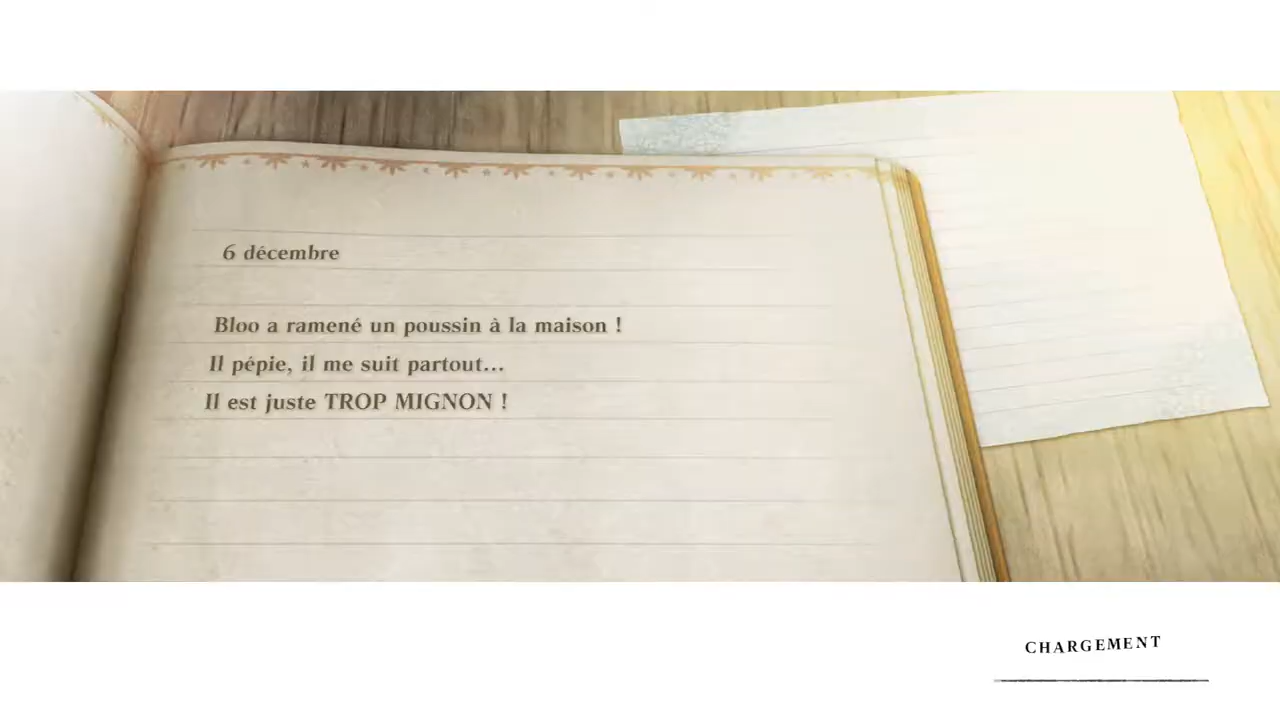 6 décembre
Bloo a ramené un poussin à la maison !
Il pépie, il me suit partout...
Il est juste TROP MIGNON !
CHARGEMENT